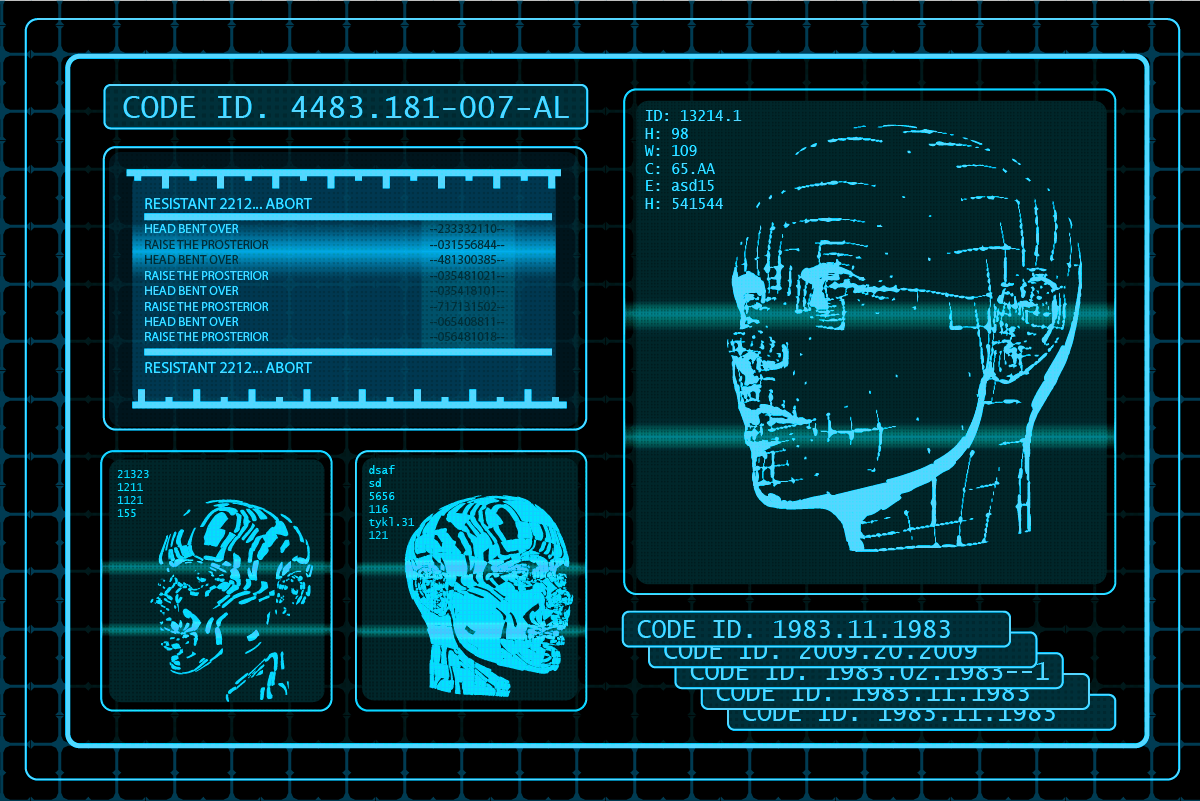 CODE ID. 4483.181-007-AL
RESISTANT 2212... ABORT
HEAD BENT OVER --233332110--
RAISE THE PROSTERIOR --031556844--
HEAD BENT OVER --481300385--
RAISE THE PROSTERIOR --035481021--
HEAD BENT OVER --035418101--
RAISE THE PROSTERIOR --717131502--
HEAD BENT OVER --065408811--
RAISE THE PROSTERIOR --056481018--
RESISTANT 2212... ABORT
21323
1211
1121
155
dsaf
sd
5656
116
tykl.31
121
ID: 13214.1
H: 98
W: 109
C: 65.AA
E: asd15
H: 541544
CODE ID. 1983.11.1983
CODE ID. 2009.20.2009
CODE ID. 1983.02.1983--1
CODE ID. 1983.11.1983
CODE ID. 1983.11.1983